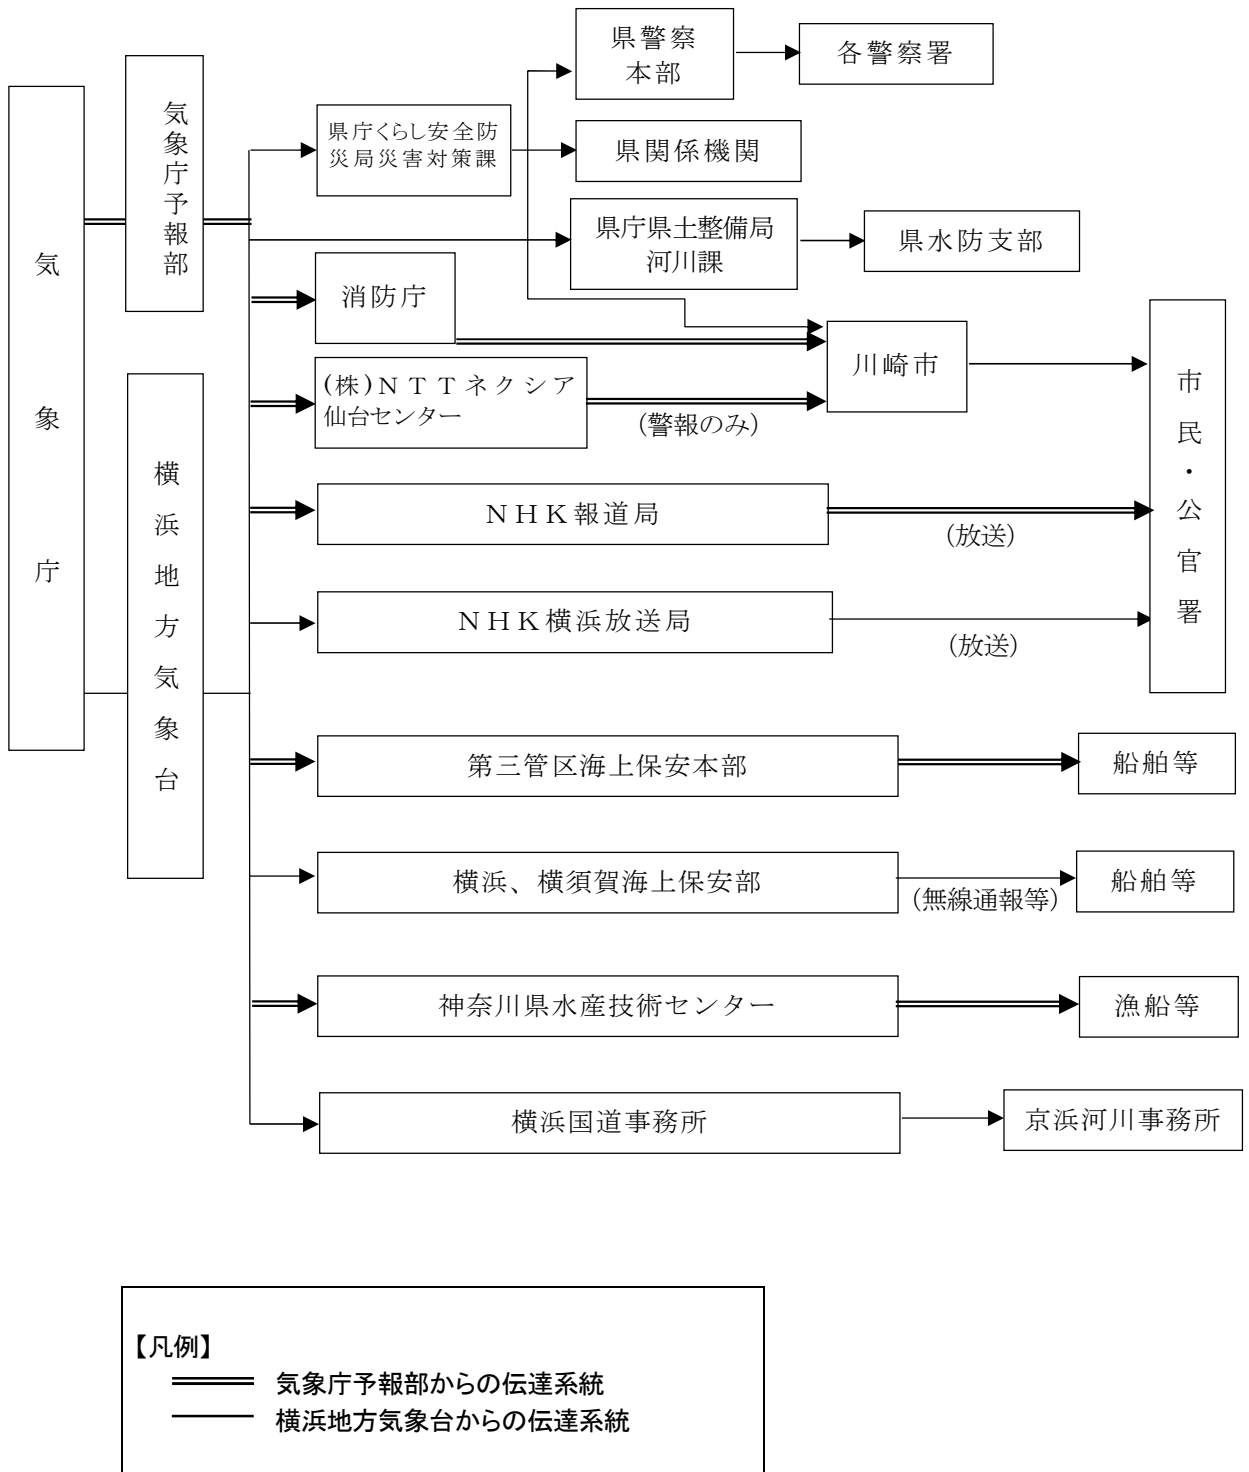 気象庁
気象庁予報部
横浜地方気象台
県庁くらし安全防
災局災害対策課
県警察
本部
各警察署
県関係機関
県庁県土整備局
河川課
県水防支部
消防庁
(株)ＮＴＴネクシア
仙台センター
(警報のみ)
川崎市
市民・公官署
ＮＨＫ報道局
(放送)
ＮＨＫ横浜放送局
(放送)
第三管区海上保安本部
船舶等
横浜、横須賀海上保安部
(無線通報等)
船舶等
神奈川県水産技術センター
漁船等
横浜国道事務所
京浜河川事務所
【凡例】
気象庁予報部からの伝達系統
横浜地方気象台からの伝達系統